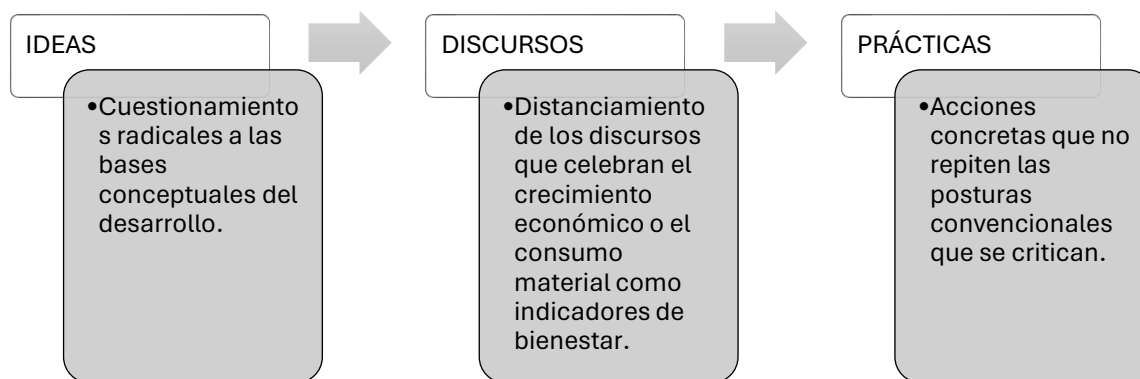 IDEAS
•Cuestionamiento
s radicales a las
bases
conceptuales del
desarrollo.
DISCURSOS
•Distanciamiento
de los discursos
que celebran el
crecimiento
económico o el
consumo
material como
indicadores de
bienestar.
PRÁCTICAS
•Acciones
concretas que no
repiten las
posturas
convencionales
que se critican.